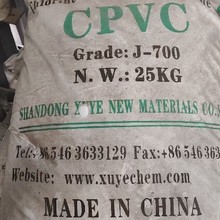 CPVC
Grade: J-700
N. W.: 25KG
SHANDONG XUYE NEW MATERIALS CO.
Tel:+86 546 3633129 Fax:+86 546 36
Website: www.xuyechem.com
MADE IN CHINA